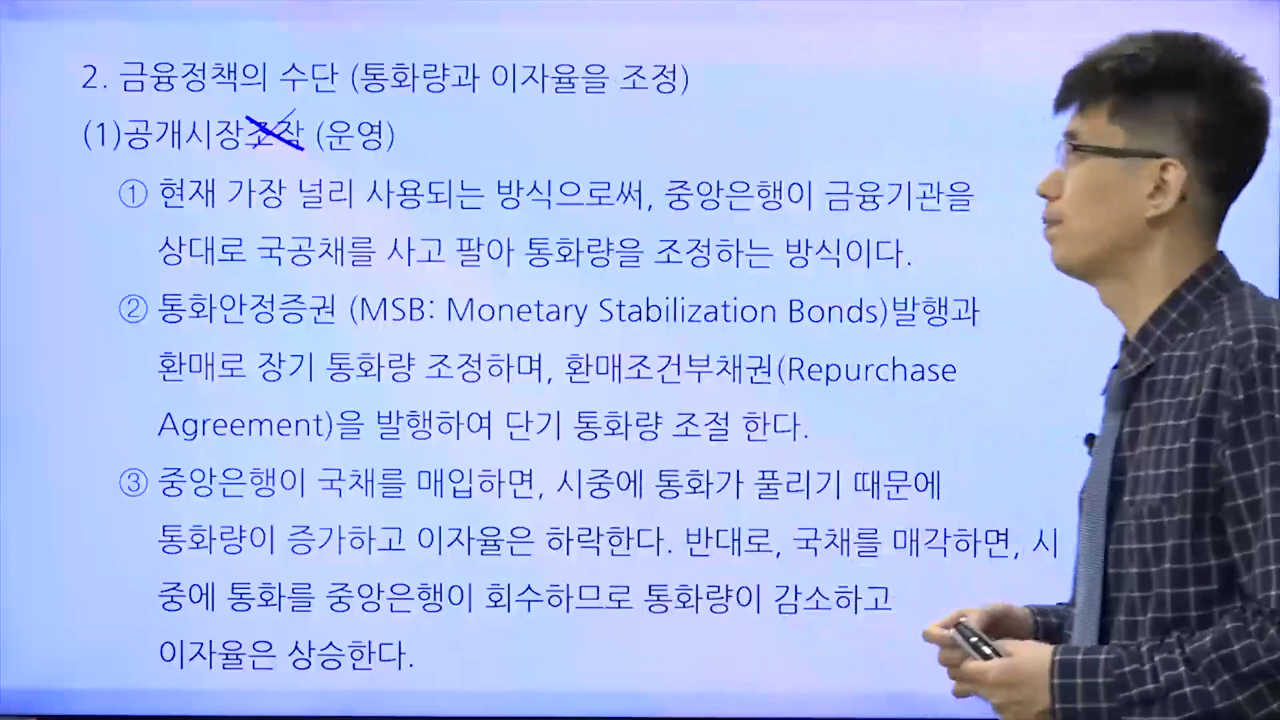 2. 금융정책의 수단 (통화량과 이자율을 조정)
(1)공개시장조작 (운영)
① 현재 가장 널리 사용되는 방식으로써, 중앙은행이 금융기관을
상대로 국공채를 사고 팔아 통화량을 조정하는 방식이다.
② 통화안정증권 (MSB: Monetary Stabilization Bonds)발행과
환매로 장기 통화량 조정하며, 환매조건부채권(Repurchase
Agreement)을 발행하여 단기 통화량 조절 한다.
③ 중앙은행이 국채를 매입하면, 시중에 통화가 풀리기 때문에
통화량이 증가하고 이자율은 하락한다. 반대로, 국채를 매각하면, 시
중에 통화를 중앙은행이 회수하므로 통화량이 감소하고
이자율은 상승한다.